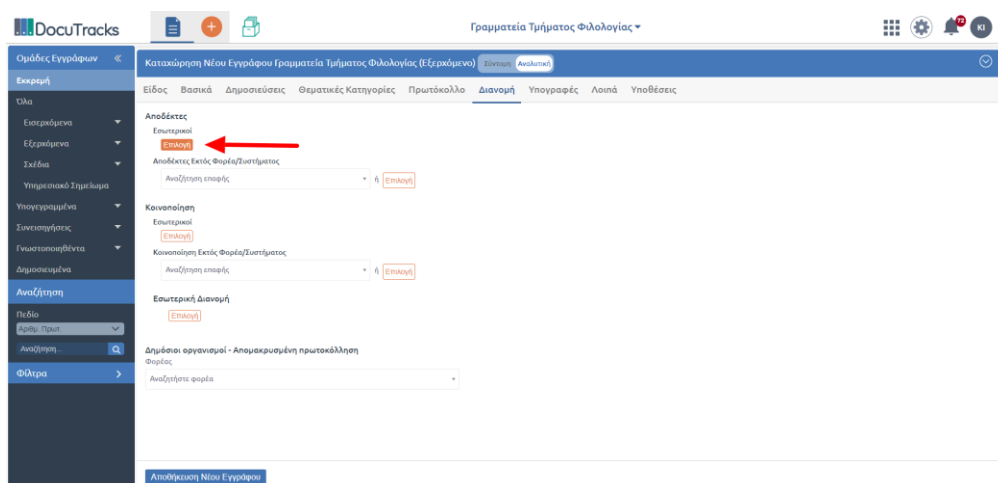 DocuTracks
Γραμματεία Τμήματος Φιλολογίας
72
ΚΙ
Ομάδες Εγγράφων
Εκκρεμή
Όλα
Εισερχόμενα
Εξερχόμενα
Σχέδια
Υπηρεσιακό Σημείωμα
Υπογεγραμμένα
Συνεισηγήσεις
Γνωστοποιηθέντα
Δημοσιευμένα
Αναζήτηση
Πεδίο
Αριθμ. Πρωτ.
Αναζήτηση...
Φίλτρα
Καταχώρηση Νέου Εγγράφου Γραμματεία Τμήματος Φιλολογίας (Εξερχόμενο) Σύντομη Αναλυτική
Είδος Βασικά Δημοσιεύσεις Θεματικές Κατηγορίες Πρωτόκολλο Διανομή Υπογραφές Λοιπά Υποθέσεις
Αποδέκτες
Εσωτερικοί
Επιλογή
Αποδέκτες Εκτός Φορέα/Συστήματος
Αναζήτηση επαφής ή Επιλογή
Κοινοποίηση
Εσωτερικοί
Επιλογή
Κοινοποίηση Εκτός Φορέα/Συστήματος
Αναζήτηση επαφής ή Επιλογή
Εσωτερική Διανομή
Επιλογή
Δημόσιοι οργανισμοί - Απομακρυσμένη πρωτοκόλληση
Φορέας
Αναζητήστε φορέα
Αποθήκευση Νέου Εγγράφου